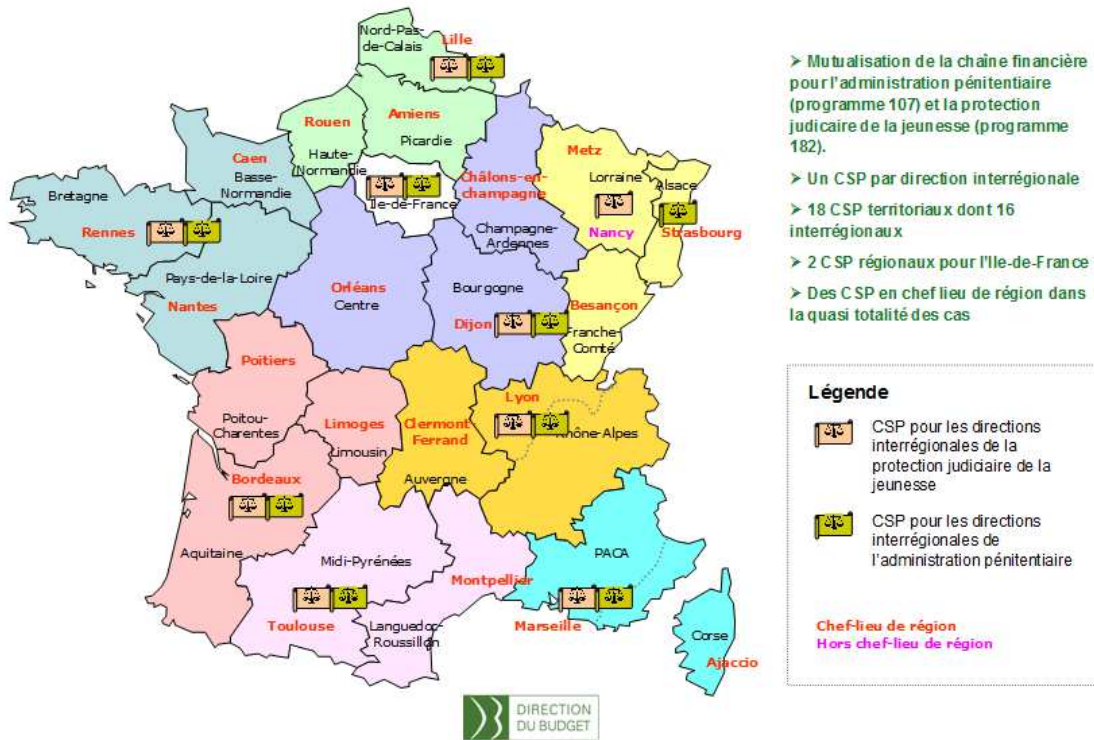 Nord-Pas-
de-Calais
Lille
Amiens
Picardie
Rouen
Haute-
Normandie
Caen
Basse-
Normandie
Ile-de-France
Châlons-en-
champagne
Champagne-
Ardennes
Metz
Lorraine
Nancy
Alsace
Strasbourg
Bretagne
Rennes
Pays-de-la-Loire
Nantes
Orléans
Centre
Bourgogne
Dijon
Besançon
Franche-
Comté
Poitiers
Poitou-
Charentes
Limoges
Limousin
Clermont
Ferrand
Auvergne
Lyon
Rhône-Alpes
Bordeaux
Aquitaine
Midi-Pyrénées
Toulouse
Montpellier
Languedoc-
Roussillon
PACA
Marseille
Corse
Ajaccio
➢ Mutualisation de la chaîne financière
pour l'administration pénitentiaire
(programme 107) et la protection
judicaire de la jeunesse (programme
182).
➢ Un CSP par direction interrégionale
➢ 18 CSP territoriaux dont 16
interrégionaux
➢ 2 CSP régionaux pour l'Ile-de-France
➢ Des CSP en chef lieu de région dans
la quasi totalité des cas
Légende
CSP pour les directions
interrégionales de la
protection judiciaire de la
jeunesse
CSP pour les directions
interrégionales de
l'administration pénitentiaire
Chef-lieu de région
Hors chef-lieu de région
DIRECTION
DU BUDGET